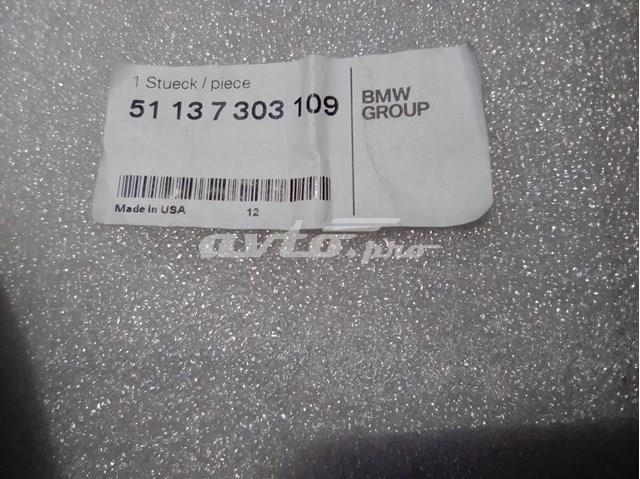 1 Stueck / piece
51 13 7 303 109
BMW
GROUP
Made in USA 12
avto.pro